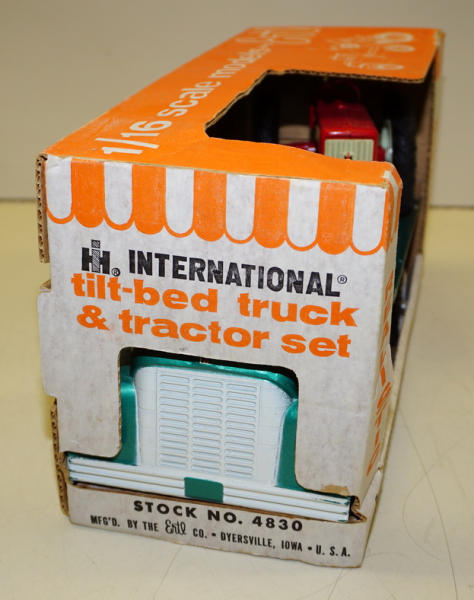 1/16 scale models
IH® INTERNATIONAL®
tilt-bed truck
& tractor set
STOCK NO. 4830
MFG'D. BY THE Ertl CO. • DYERSVILLE, IOWA • U. S. A.